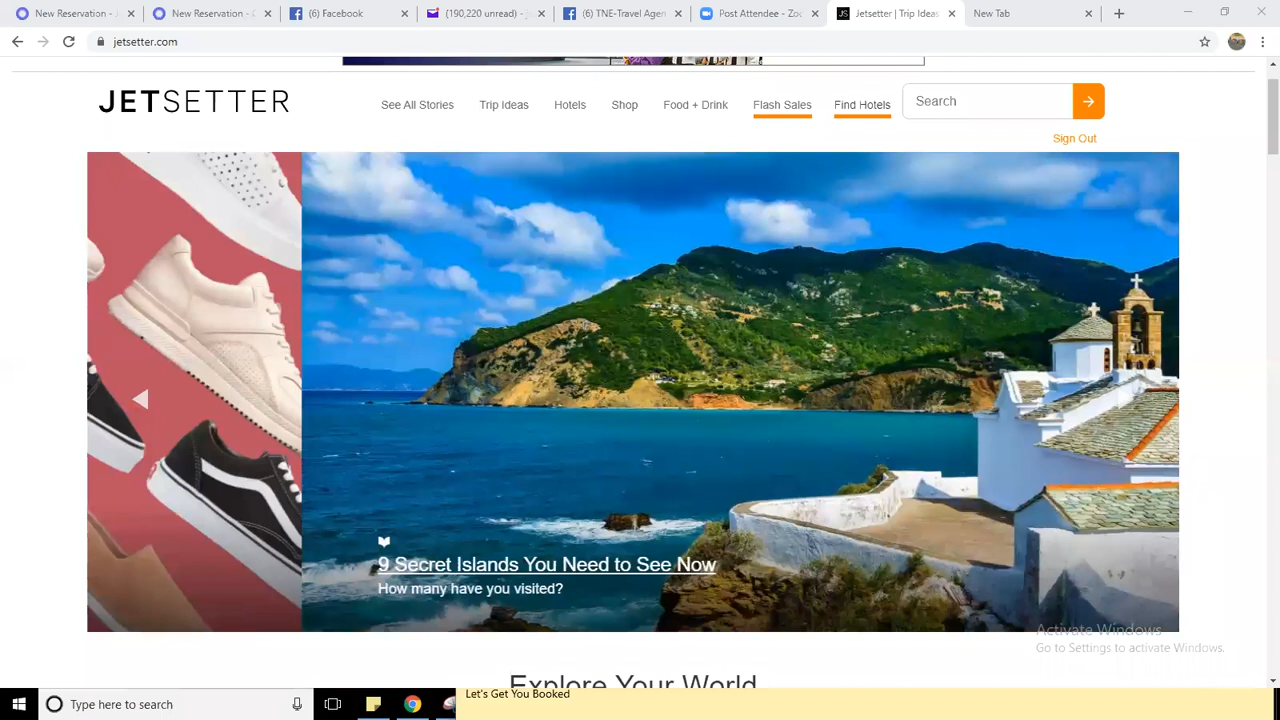 New Reservation - J
New Reservation - C
(6) Facebook
(190,220 unread) - j
(6) TNE-Travel Agen
Post Attendee - Zoo
Jetsetter | Trip Ideas
New Tab
jetsetter.com
JETSETTER
See All Stories
Trip Ideas
Hotels
Shop
Food + Drink
Flash Sales
Find Hotels
Search
Sign Out
9 Secret Islands You Need to See Now
How many have you visited?
Activate Windows
Go to Settings to activate Windows.
Explore Your World
Type here to search
Let's Get You Booked